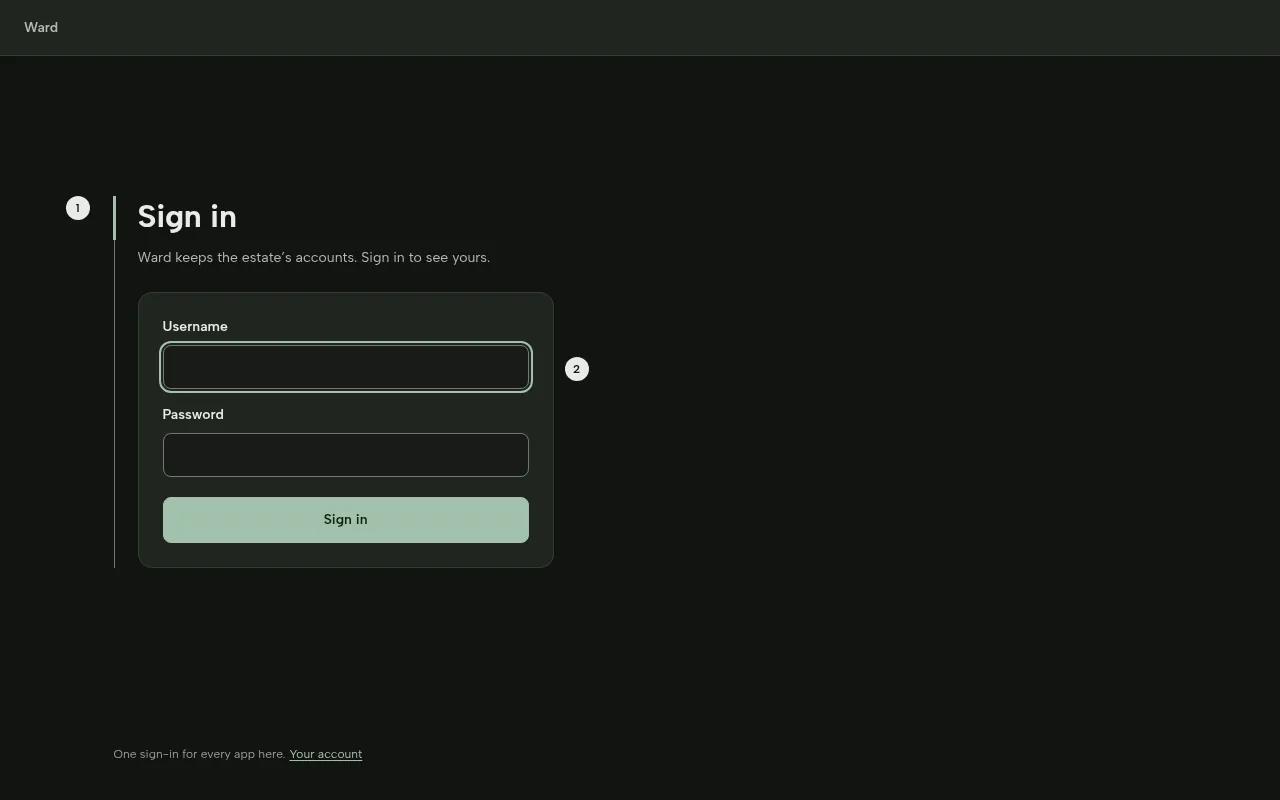 Ward
1
Sign in
Ward keeps the estate’s accounts. Sign in to see yours.
Username
2
Password
Sign in
One sign-in for every app here. Your account